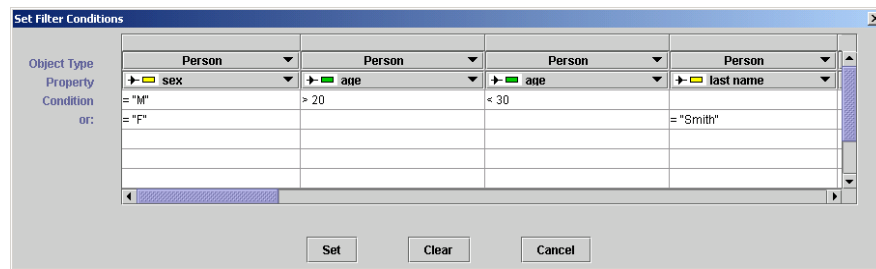 Set Filter Conditions
Object Type Person Person Person Person
Property sex age age last name
Condition = "M" > 20 < 30
or: = "F" = "Smith"
Set Clear Cancel